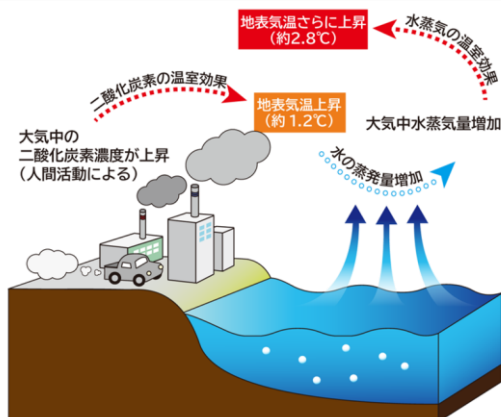 地表気温さらに上昇
(約2.8℃)
水蒸気の温室効果
二酸化炭素の温室効果
地表気温上昇
(約1.2℃)
大気中の
二酸化炭素濃度が上昇
(人間活動による)
大気中水蒸気量増加
水の蒸発量増加